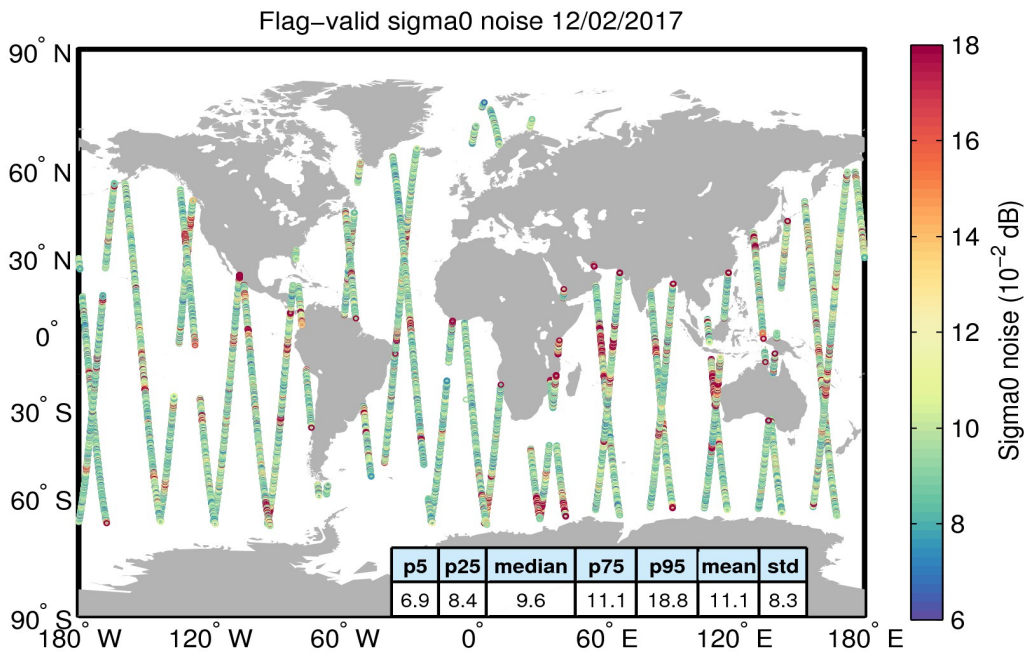 Flag−valid sigma0 noise 12/02/2017
90° N
60° N
30° N
0°
30° S
60° S
90° S
180° W
120° W
60° W
0°
60° E
120° E
180° E
p5 p25 median p75 p95 mean std
6.9 8.4 9.6 11.1 18.8 11.1 8.3
18
16
14
12
10
8
6
Sigma0 noise (10⁻² dB)